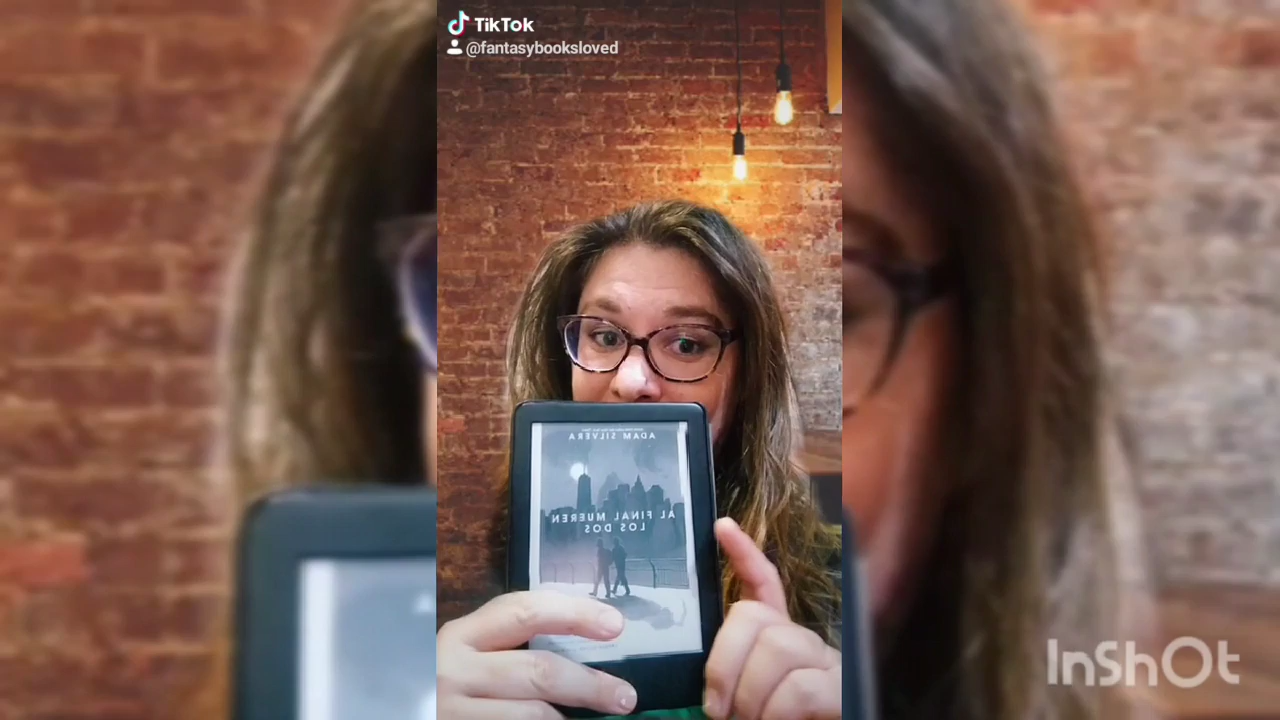 TikTok
@fantasybooksloved
ADAM SILVERA
AL FINAL MUEREN
LOS DOS
InShOt